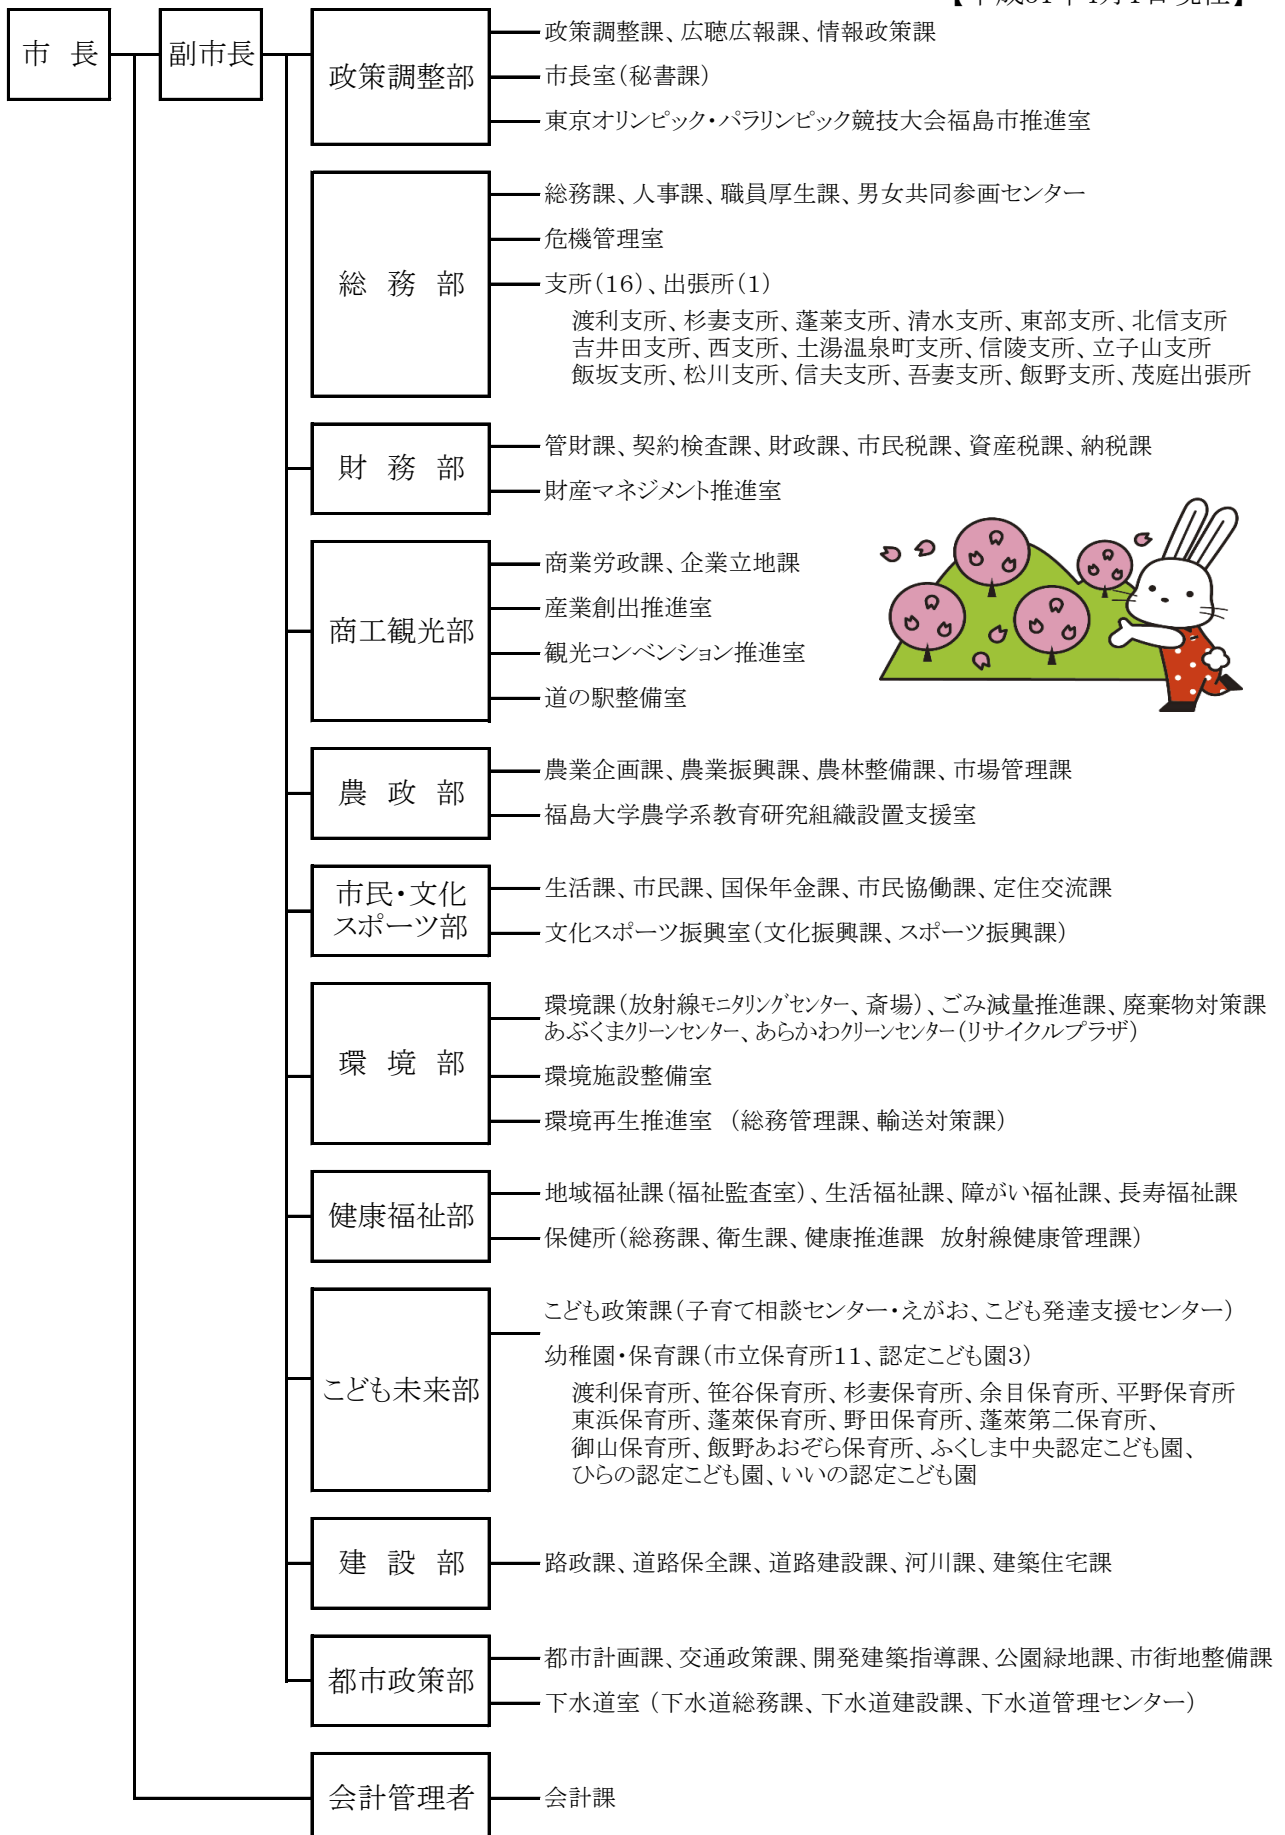 【平成31年4月1日現在】
市 長
副市長
政策調整部
政策調整課、広聴広報課、情報政策課
市長室(秘書課)
東京オリンピック・パラリンピック競技大会福島市推進室
総 務 部
総務課、人事課、職員厚生課、男女共同参画センター
危機管理室
支所(16)、出張所(1)
渡利支所、杉妻支所、蓬莱支所、清水支所、東部支所、北信支所
吉井田支所、西支所、土湯温泉町支所、信陵支所、立子山支所
飯坂支所、松川支所、信夫支所、吾妻支所、飯野支所、茂庭出張所
財 務 部
管財課、契約検査課、財政課、市民税課、資産税課、納税課
財産マネジメント推進室
商工観光部
商業労政課、企業立地課
産業創出推進室
観光コンベンション推進室
道の駅整備室
農 政 部
農業企画課、農業振興課、農林整備課、市場管理課
福島大学農学系教育研究組織設置支援室
市民・文化
スポーツ部
生活課、市民課、国保年金課、市民協働課、定住交流課
文化スポーツ振興室(文化振興課、スポーツ振興課)
環 境 部
環境課(放射線モニタリングセンター、斎場)、ごみ減量推進課、廃棄物対策課
あぶくまクリーンセンター、あらかわクリーンセンター(リサイクルプラザ)
環境施設整備室
環境再生推進室 (総務管理課、輸送対策課)
健康福祉部
地域福祉課(福祉監査室)、生活福祉課、障がい福祉課、長寿福祉課
保健所(総務課、衛生課、健康推進課 放射線健康管理課)
こども未来部
こども政策課(子育て相談センター・えがお、こども発達支援センター)
幼稚園・保育課(市立保育所11、認定こども園3)
渡利保育所、笹谷保育所、杉妻保育所、余目保育所、平野保育所
東浜保育所、蓬萊保育所、野田保育所、蓬萊第二保育所、
御山保育所、飯野あおぞら保育所、ふくしま中央認定こども園、
ひらの認定こども園、いいの認定こども園
建 設 部
路政課、道路保全課、道路建設課、河川課、建築住宅課
都市政策部
都市計画課、交通政策課、開発建築指導課、公園緑地課、市街地整備課
下水道室 (下水道総務課、下水道建設課、下水道管理センター)
会計管理者
会計課